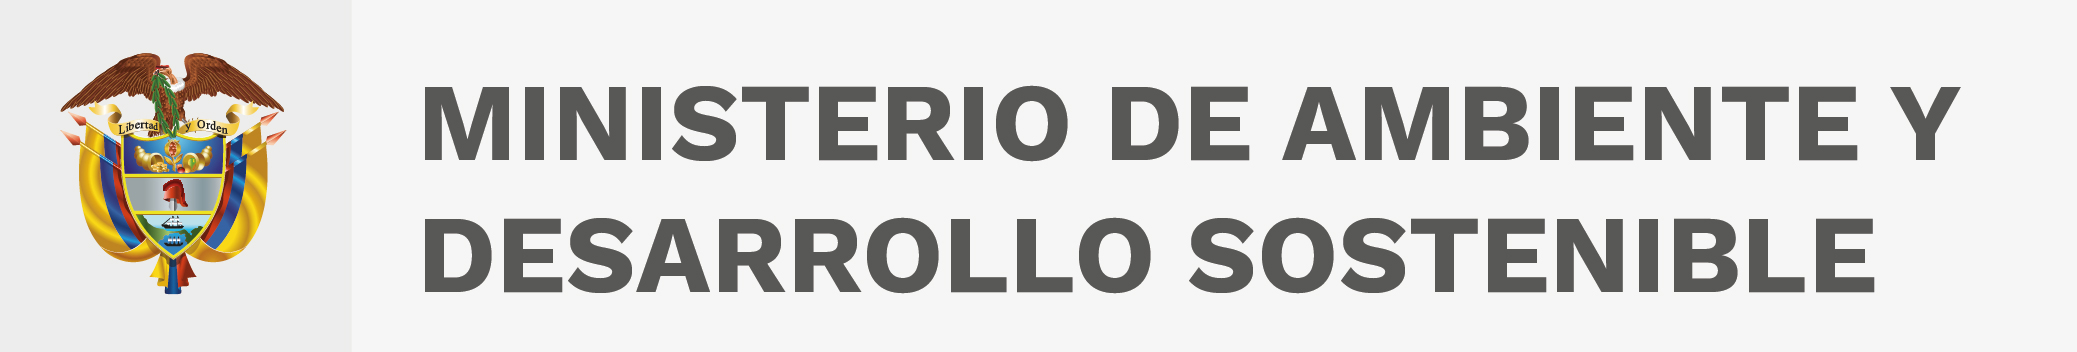 Libertad y Orden
MINISTERIO DE AMBIENTE Y
DESARROLLO SOSTENIBLE